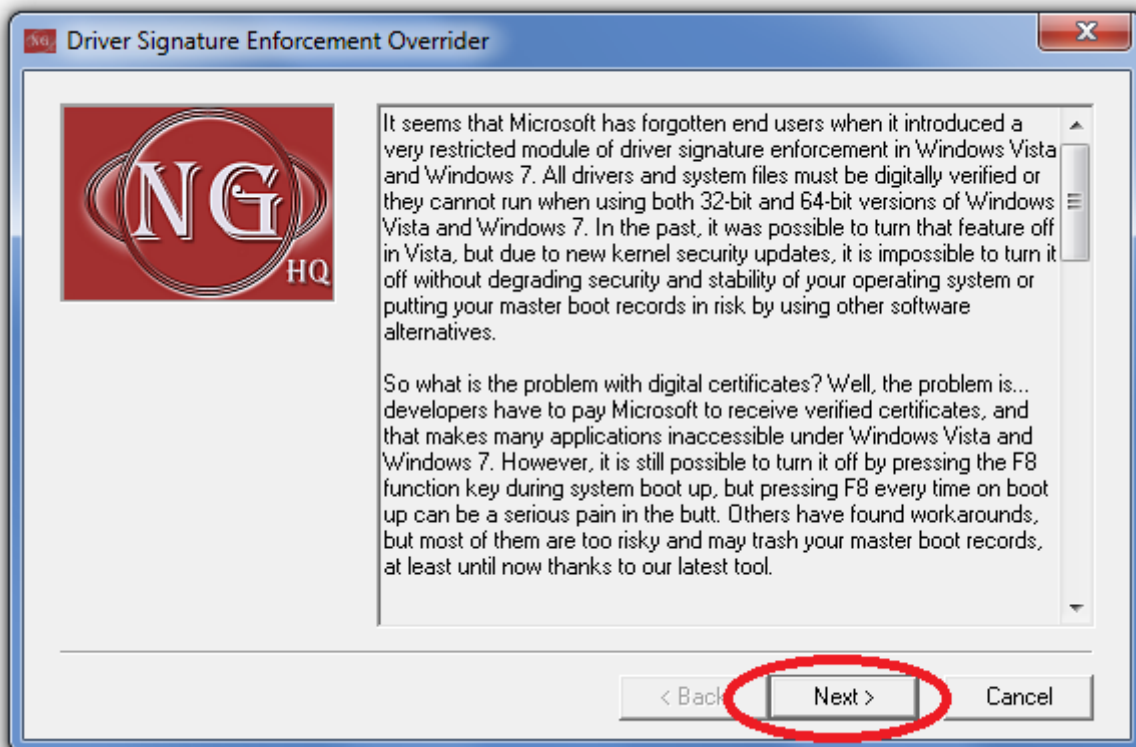 Driver Signature Enforcement Overrider
NG
HQ
It seems that Microsoft has forgotten end users when it introduced a
very restricted module of driver signature enforcement in Windows Vista
and Windows 7. All drivers and system files must be digitally verified or
they cannot run when using both 32-bit and 64-bit versions of Windows
Vista and Windows 7. In the past, it was possible to turn that feature off
in Vista, but due to new kernel security updates, it is impossible to turn it
off without degrading security and stability of your operating system or
putting your master boot records in risk by using other software
alternatives.
So what is the problem with digital certificates? Well, the problem is...
developers have to pay Microsoft to receive verified certificates, and
that makes many applications inaccessible under Windows Vista and
Windows 7. However, it is still possible to turn it off by pressing the F8
function key during system boot up, but pressing F8 every time on boot
up can be a serious pain in the butt. Others have found workarounds,
but most of them are too risky and may trash your master boot records,
at least until now thanks to our latest tool.
< Back Next > Cancel